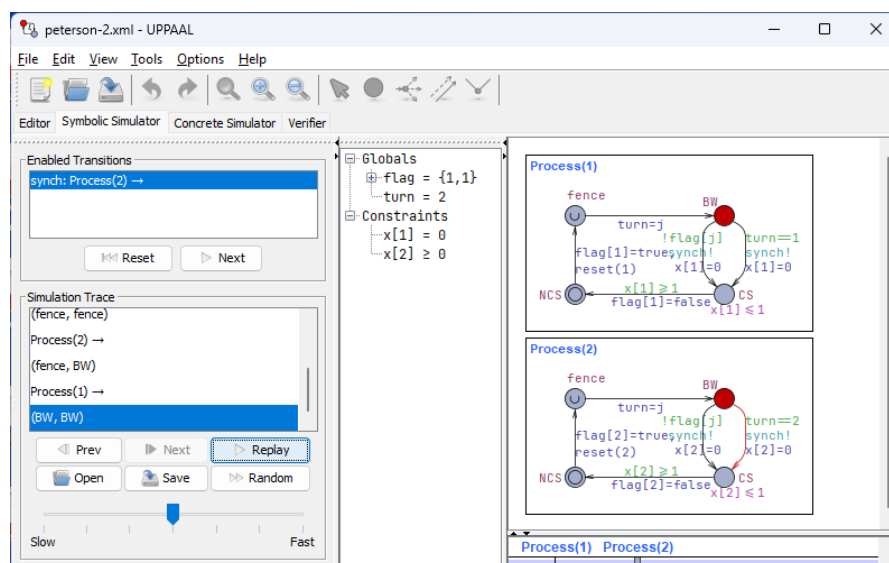 peterson-2.xml - UPPAAL
File Edit View Tools Options Help
Editor Symbolic Simulator Concrete Simulator Verifier
Enabled Transitions
synch: Process(2) →
Reset Next
Simulation Trace
(fence, fence)
Process(2) →
(fence, BW)
Process(1) →
(BW, BW)
Prev Next Replay
Open Save Random
Slow Fast
Globals
flag = {1,1}
turn = 2
Constraints
x[1] = 0
x[2] ≥ 0
Process(1)
fence
BW
turn=j
!flag[j] turn==1
flag[1]=true, synch! synch!
reset(1) x[1]=0 x[1]=0
x[1]≥1
NCS CS
flag[1]=false
x[1]≤1
Process(2)
fence
BW
turn=j
!flag[j] turn==2
flag[2]=true, synch! synch!
reset(2) x[2]=0 x[2]=0
x[2]≥1
NCS CS
flag[2]=false
x[2]≤1
Process(1) Process(2)